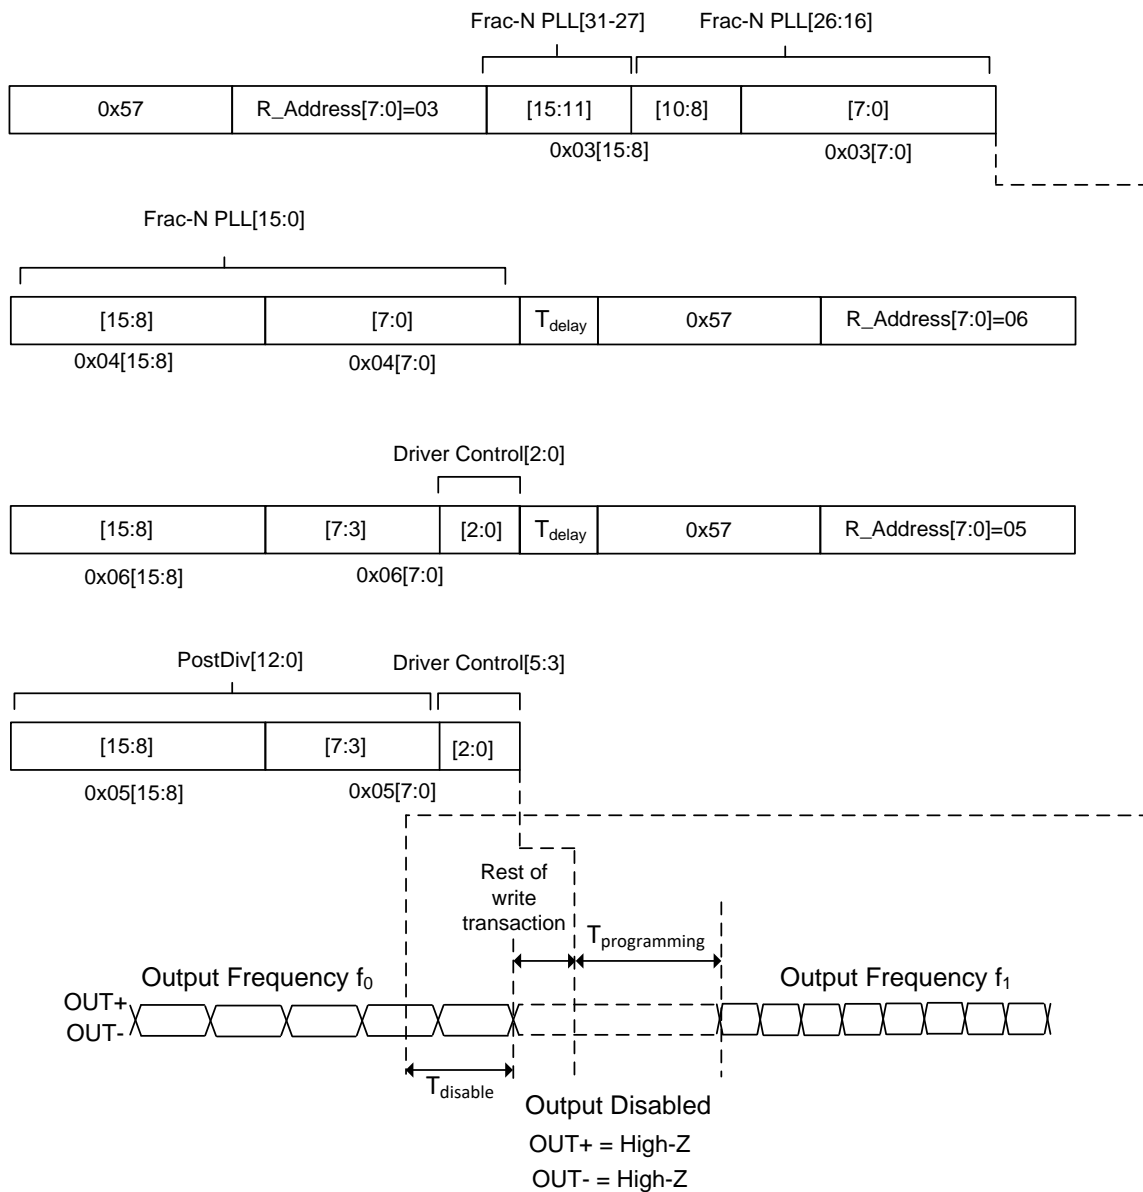 Frac-N PLL[31-27] Frac-N PLL[26:16]
0x57 R_Address[7:0]=03 [15:11] [10:8] [7:0]
0x03[15:8] 0x03[7:0]
Frac-N PLL[15:0]
[15:8] [7:0] Tdelay 0x57 R_Address[7:0]=06
0x04[15:8] 0x04[7:0]
Driver Control[2:0]
[15:8] [7:3] [2:0] Tdelay 0x57 R_Address[7:0]=05
0x06[15:8] 0x06[7:0]
PostDiv[12:0] Driver Control[5:3]
[15:8] [7:3] [2:0]
0x05[15:8] 0x05[7:0]
Rest of
write
transaction
Tprogramming
Output Frequency f0 Output Frequency f1
OUT+
OUT-
Tdisable
Output Disabled
OUT+ = High-Z
OUT- = High-Z